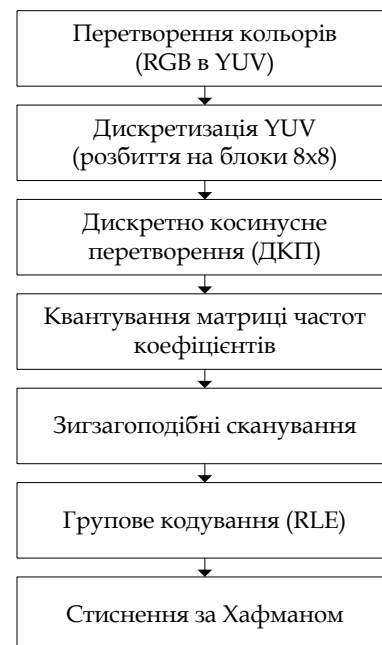 Перетворення кольорів
(RGB в YUV)
Дискретизація YUV
(розбиття на блоки 8х8)
Дискретно косинусне
перетворення (ДКП)
Квантування матриці частот
коефіцієнтів
Зигзагоподібні сканування
Групове кодування (RLE)
Стиснення за Хафманом